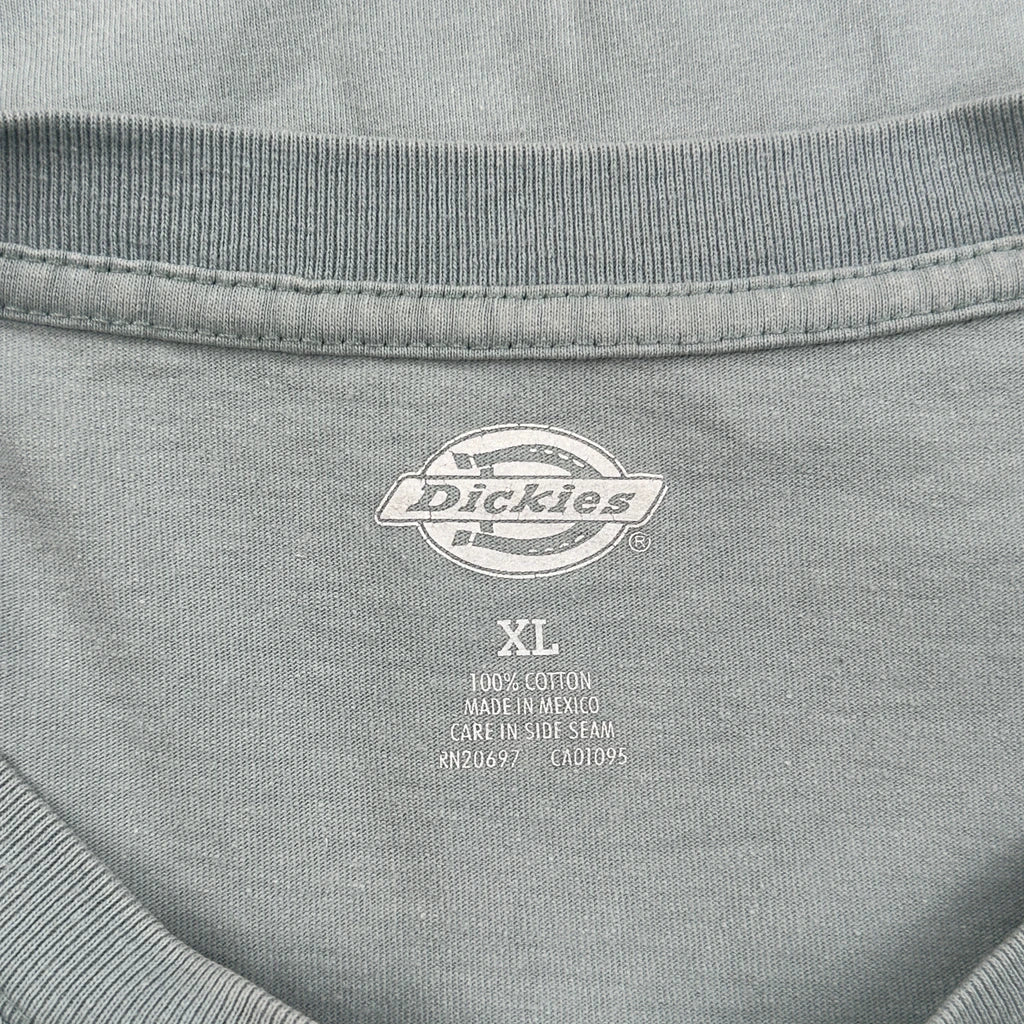 Dickies
®
XL
100% COTTON
MADE IN MEXICO
CARE IN SIDE SEAM
RN20697 CA01095